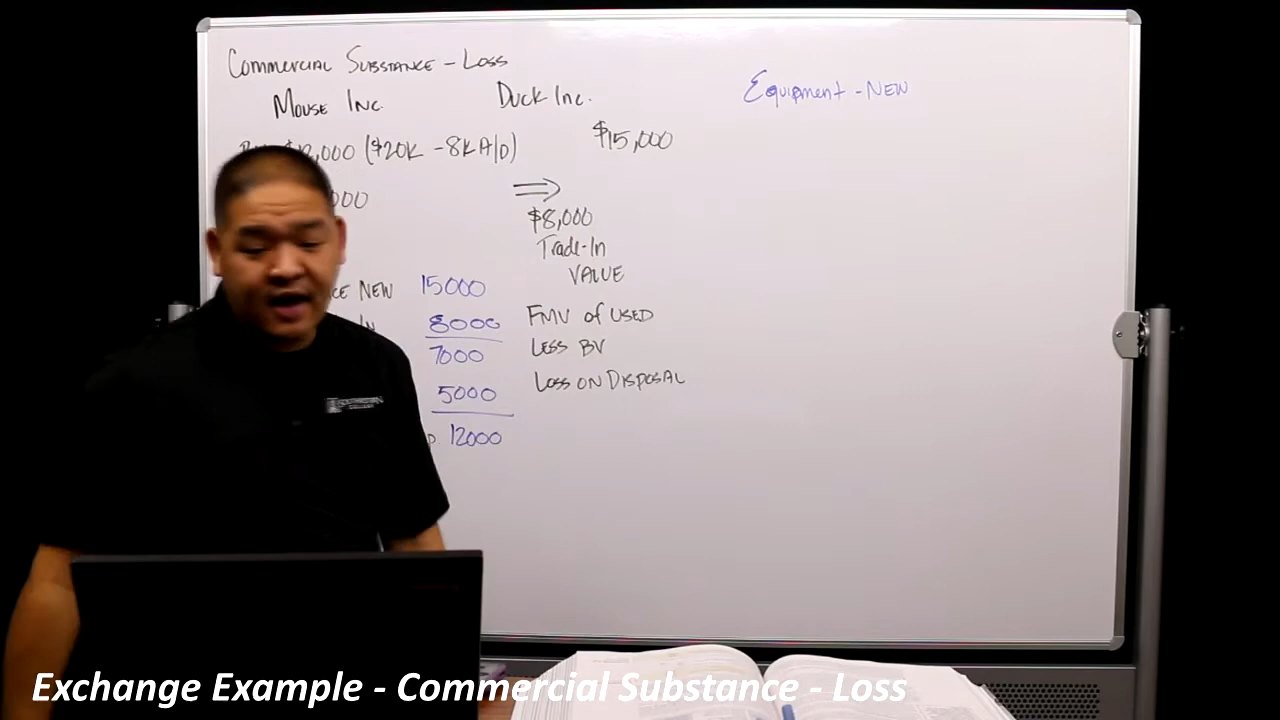 Commercial Substance - Loss
Mouse Inc. Duck Inc. Equipment - New
,000 ($20K - 8K A/D) $15,000
000
$8,000
Trade-In
Value
New 15000 FMV of Used
In 8000 Less BV
7000
5000 Loss on Disposal
12000
Exchange Example - Commercial Substance - Loss